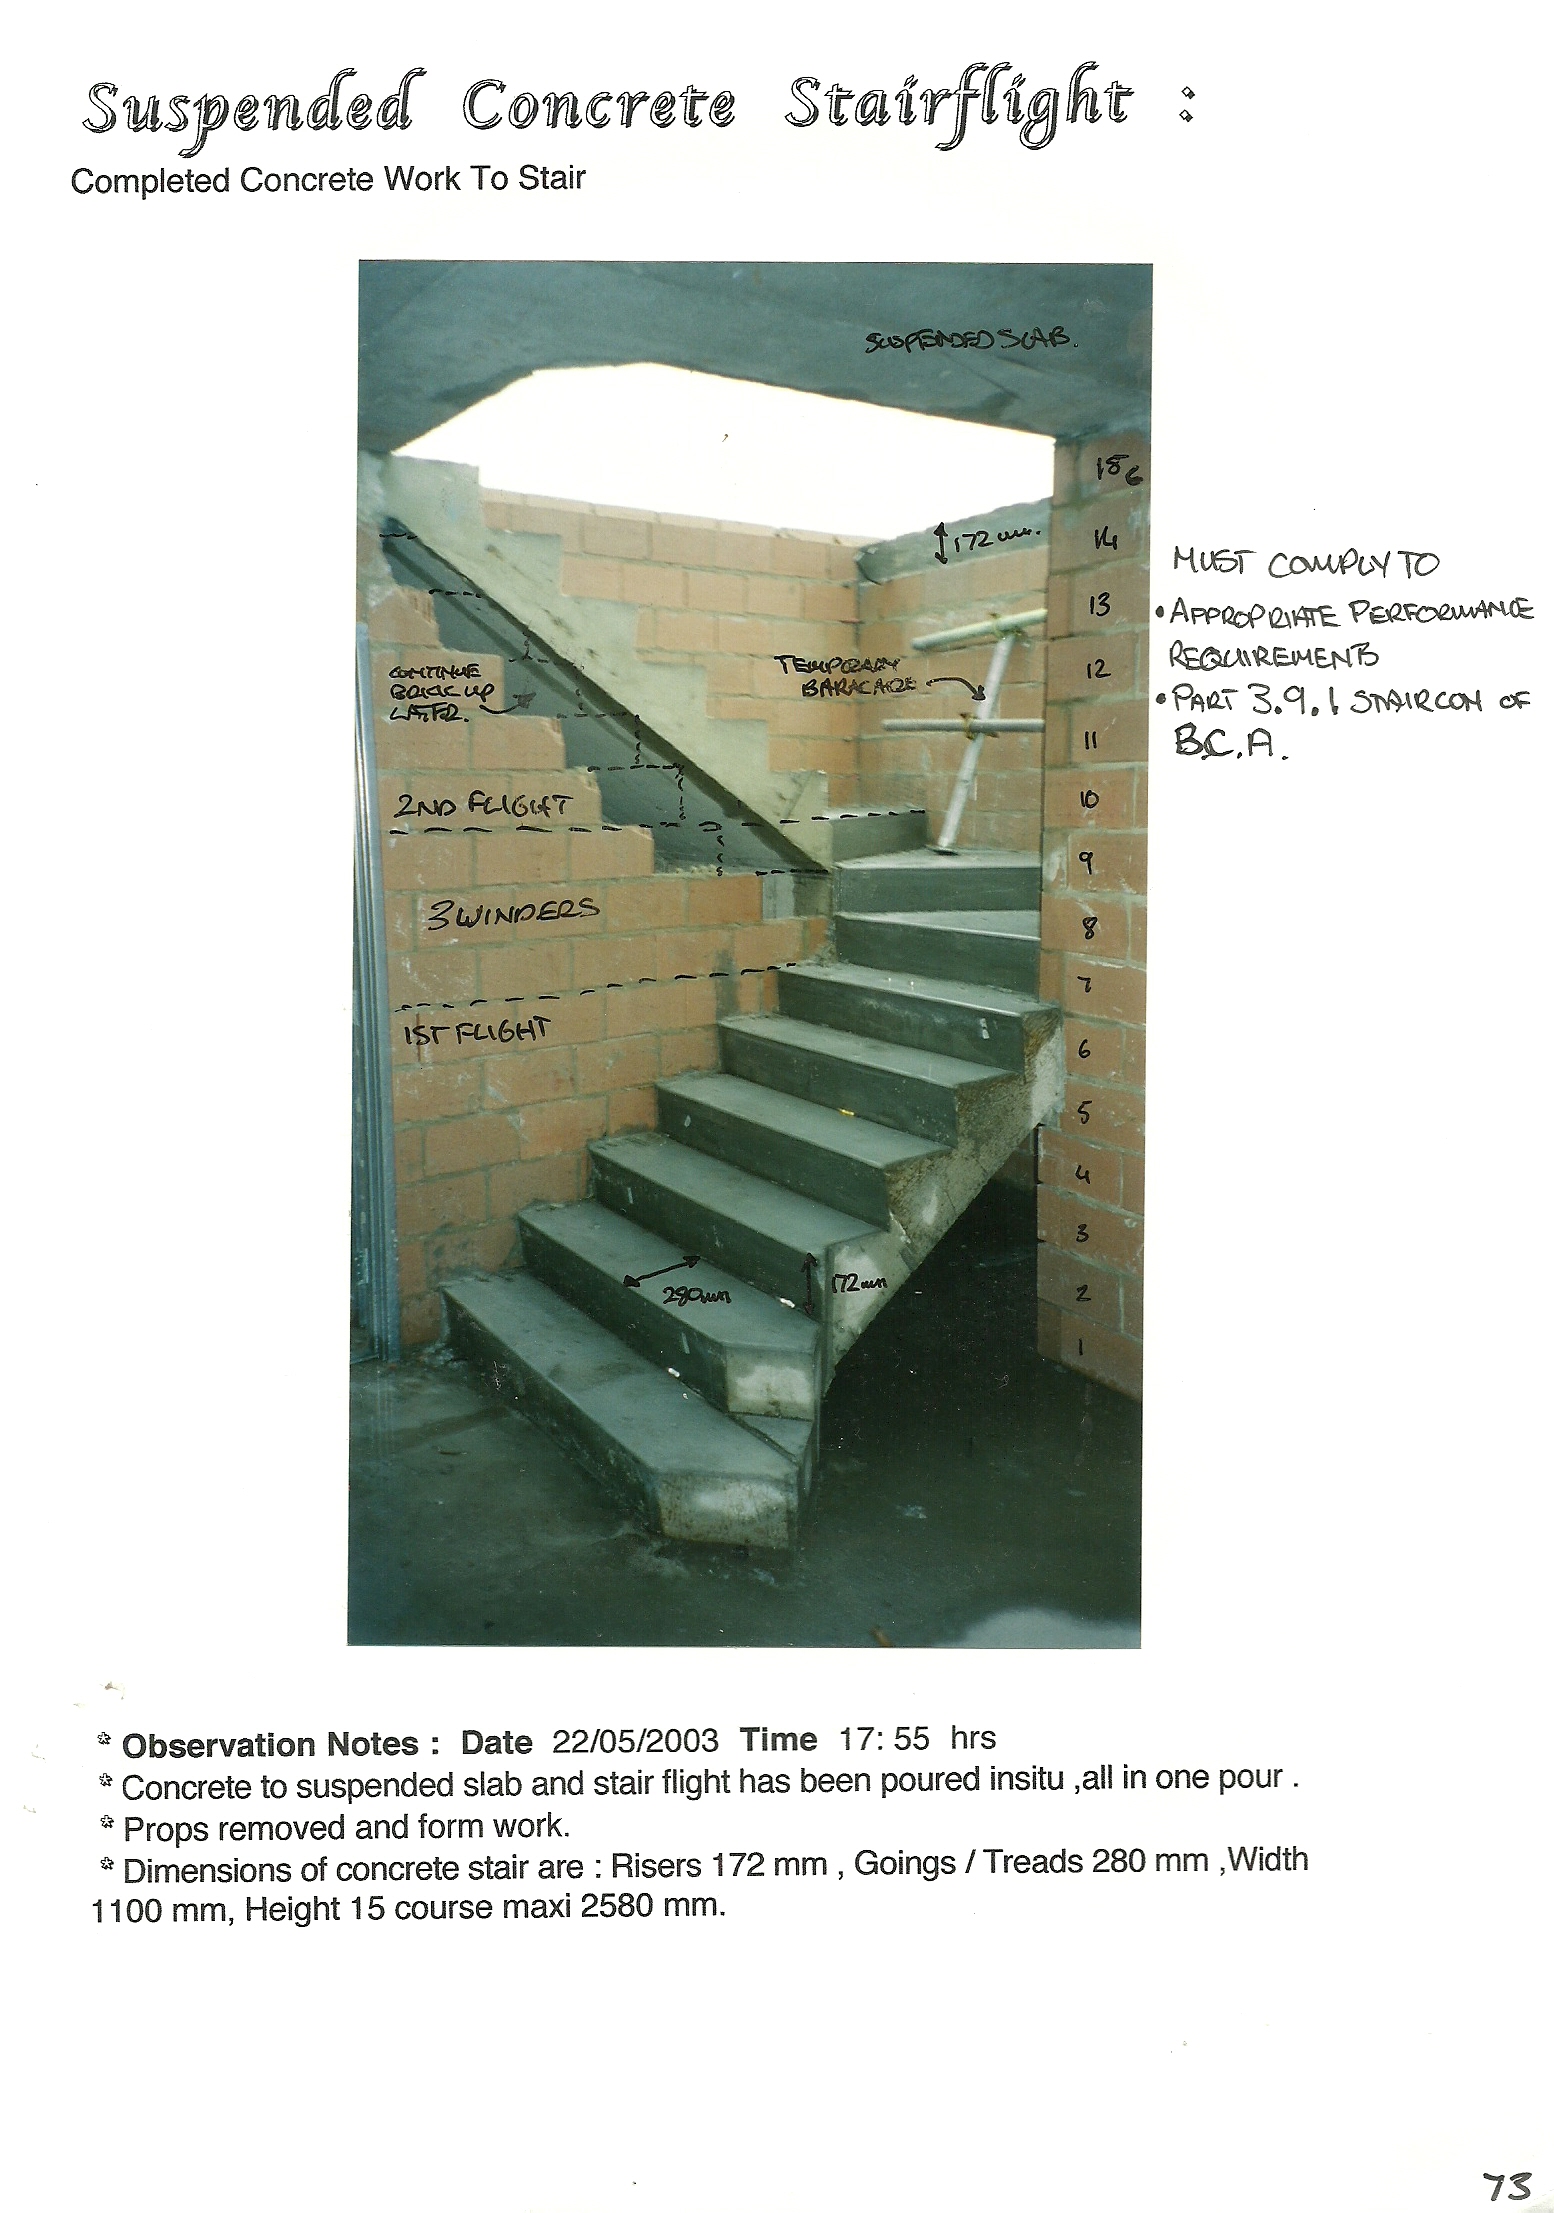 Suspended Concrete Stairflight :
Completed Concrete Work To Stair
SUSPENDED SLAB.
15 c
14
172mm.
13
12
11
10
9
8
7
6
5
4
3
2
1
TEMPORARY
BARACADE
CONTINUE
BRICK UP
LATER.
2ND FLIGHT
3 WINDERS
1ST FLIGHT
280mm
172mm
MUST COMPLY TO
• APPROPRIATE PERFORMANCE
REQUIREMENTS
• PART 3.9.1 STAIRCON OF
B.C.A.
* Observation Notes : Date 22/05/2003 Time 17: 55 hrs
* Concrete to suspended slab and stair flight has been poured insitu ,all in one pour .
* Props removed and form work.
* Dimensions of concrete stair are : Risers 172 mm , Goings / Treads 280 mm ,Width
1100 mm, Height 15 course maxi 2580 mm.
73